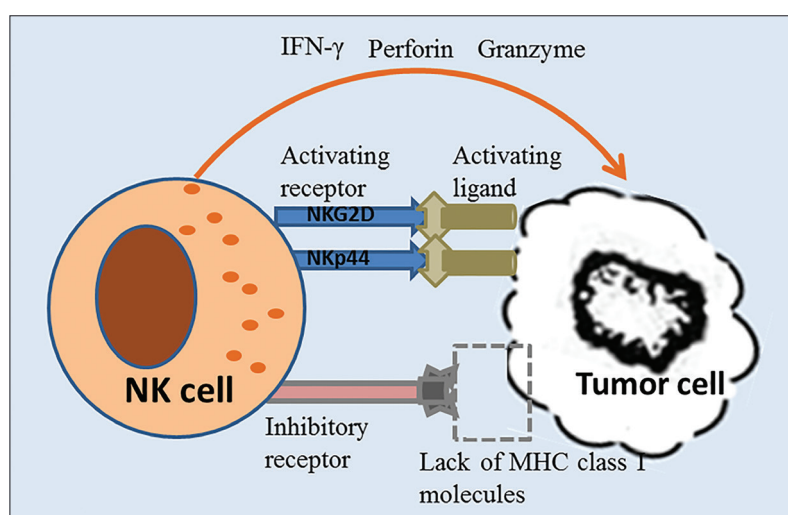 IFN-γ Perforin Granzyme
Activating receptor
Activating ligand
NKG2D
NKp44
NK cell
Tumor cell
Inhibitory receptor
Lack of MHC class 1 molecules